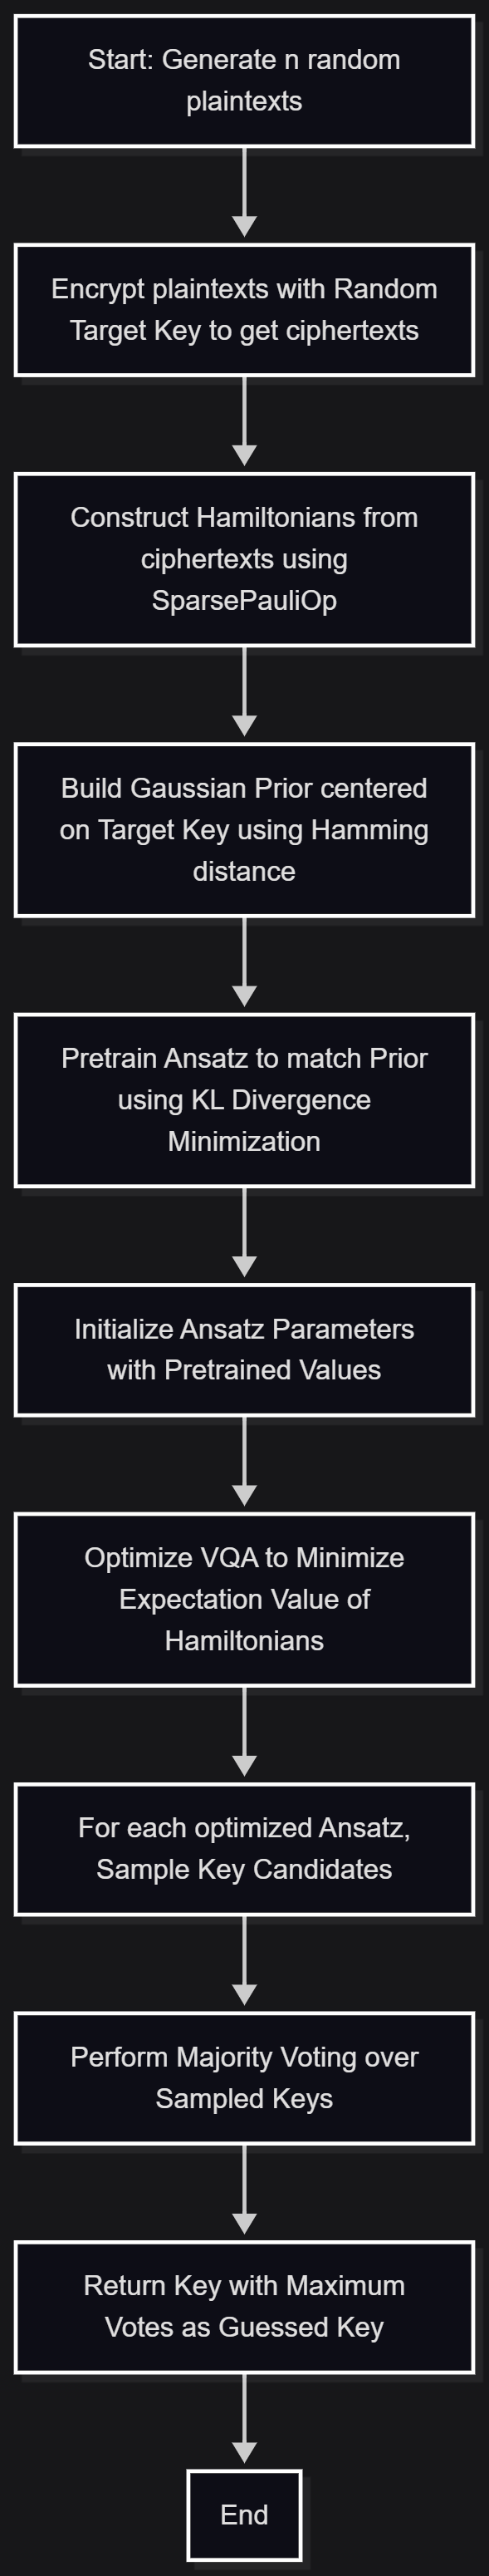 Start: Generate n random
plaintexts
Encrypt plaintexts with Random
Target Key to get ciphertexts
Construct Hamiltonians from
ciphertexts using
SparsePauliOp
Build Gaussian Prior centered
on Target Key using Hamming
distance
Pretrain Ansatz to match Prior
using KL Divergence
Minimization
Initialize Ansatz Parameters
with Pretrained Values
Optimize VQA to Minimize
Expectation Value of
Hamiltonians
For each optimized Ansatz,
Sample Key Candidates
Perform Majority Voting over
Sampled Keys
Return Key with Maximum
Votes as Guessed Key
End